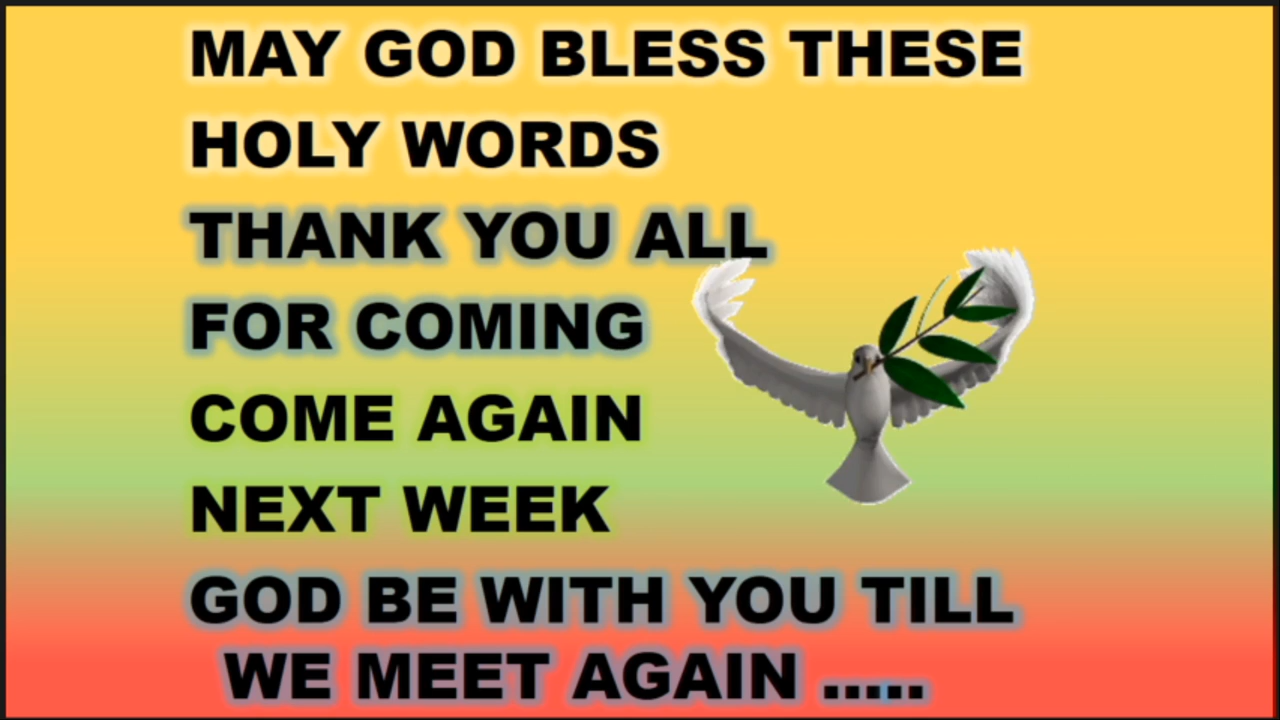 MAY GOD BLESS THESE
HOLY WORDS
THANK YOU ALL
FOR COMING
COME AGAIN
NEXT WEEK
GOD BE WITH YOU TILL
WE MEET AGAIN .....